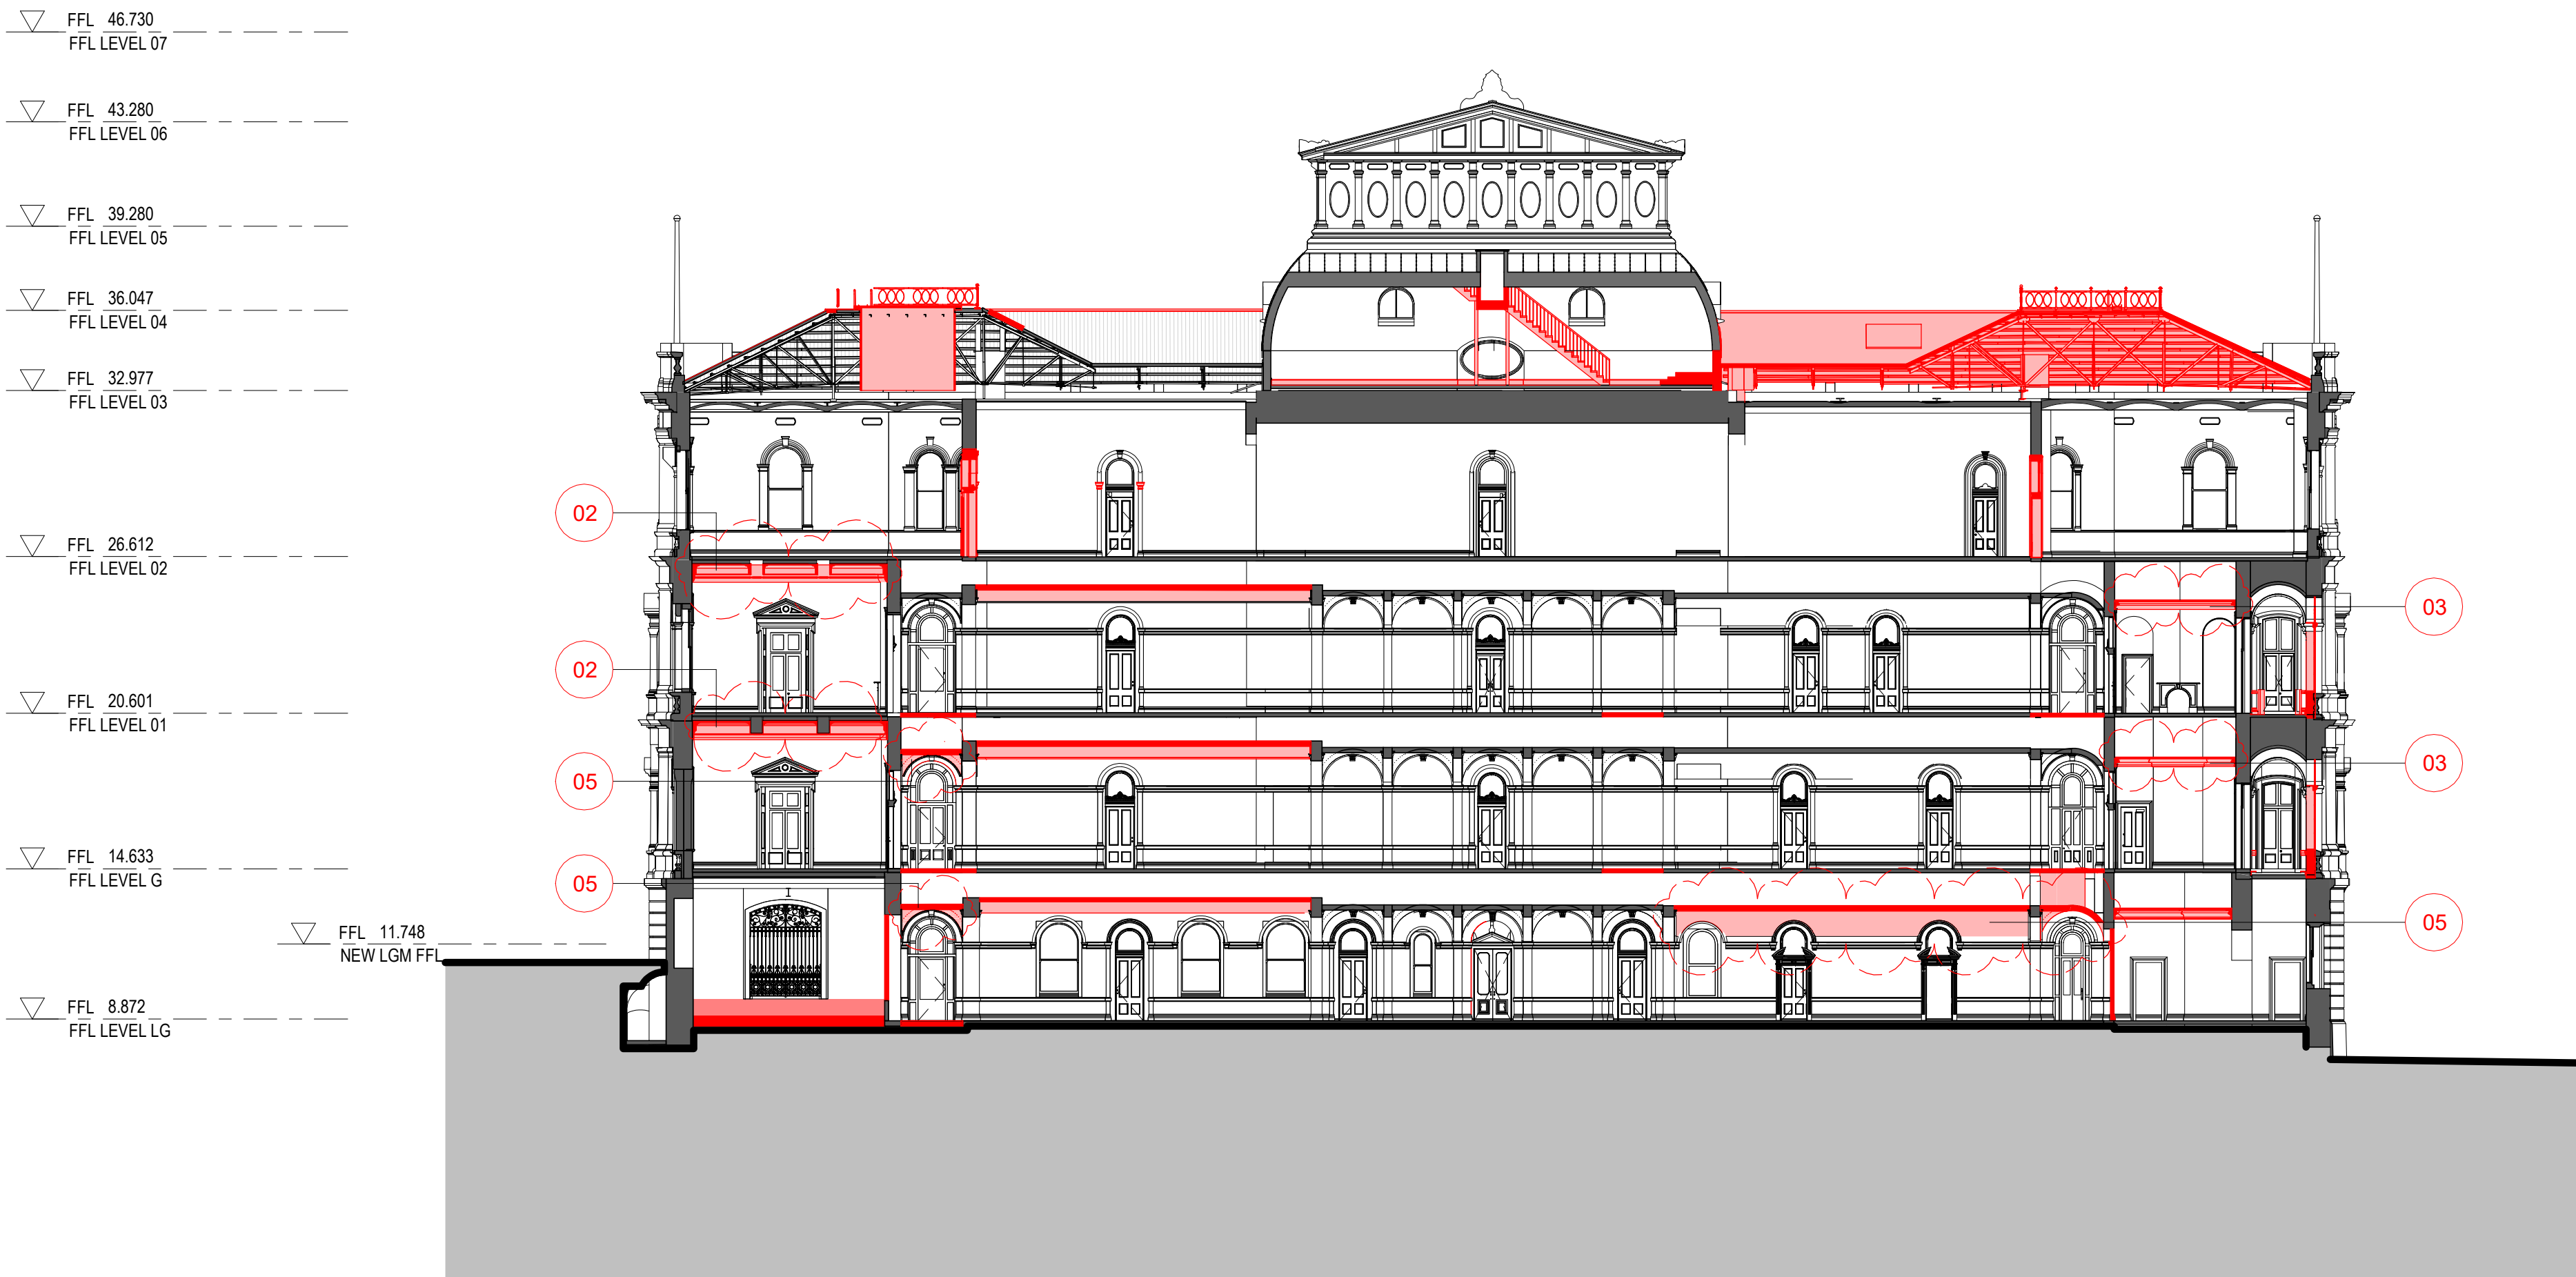 FFL 46.730
FFL LEVEL 07
FFL 43.280
FFL LEVEL 06
FFL 39.280
FFL LEVEL 05
FFL 36.047
FFL LEVEL 04
FFL 32.977
FFL LEVEL 03
02
FFL 26.612
FFL LEVEL 02
03
02
FFL 20.601
FFL LEVEL 01
03
05
FFL 14.633
FFL LEVEL G
05
05
FFL 11.748
NEW LGM FFL
FFL 8.872
FFL LEVEL LG